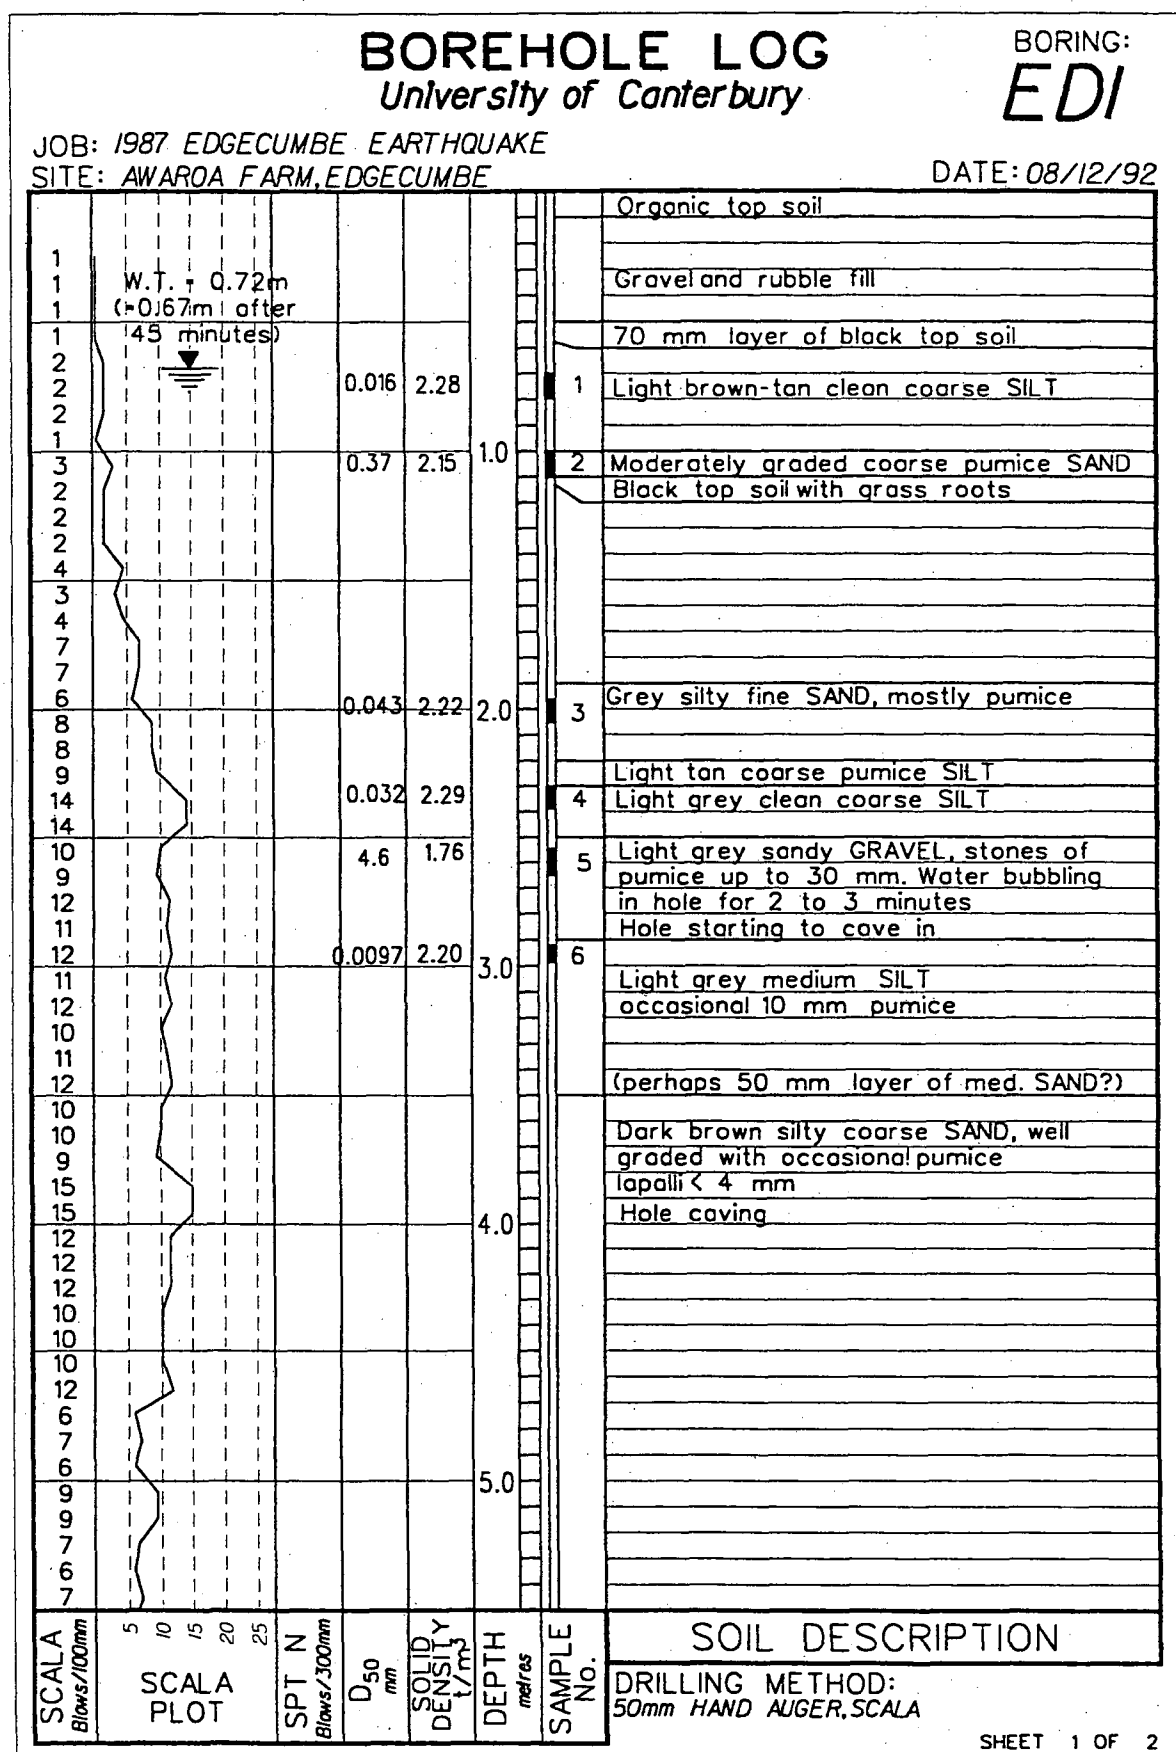 BOREHOLE LOG
University of Canterbury
BORING:
ED1
JOB: 1987 EDGECUMBE EARTHQUAKE
SITE: AWAROA FARM, EDGECUMBE
DATE: 08/12/92
Organic top soil
1
1 W.T. - 0.72m Gravel and rubble fill
1 (-0.67m after
1 45 minutes) 70 mm layer of black top soil
2
2 0.016 2.28 1 Light brown-tan clean coarse SILT
2
1 1.0
3 0.37 2.15 2 Moderately graded coarse pumice SAND
2 Black top soil with grass roots
2
2
4
3
4
7
7
6 0.043 2.22 2.0 3 Grey silty fine SAND, mostly pumice
8
8
9 Light tan coarse pumice SILT
14 0.032 2.29 4 Light grey clean coarse SILT
14
10 4.6 1.76 5 Light grey sandy GRAVEL, stones of
9 pumice up to 30 mm. Water bubbling
12 in hole for 2 to 3 minutes
11 Hole starting to cave in
12 0.0097 2.20 3.0 6
11 Light grey medium SILT
12 occasional 10 mm pumice
10
11
12 (perhaps 50 mm layer of med. SAND?)
10
10 Dark brown silty coarse SAND, well
9 graded with occasional pumice
15 lapalli < 4 mm
15 4.0 Hole caving
12
12
12
10
10
10
12
6
7
6 5.0
9
9
7
6
7
SCALA
Blows/100mm
5 10 15 20 25
SCALA
PLOT
SPT N
Blows/300mm
D50
mm
SOLID
DENSITY
t/m³
DEPTH
metres
SAMPLE
No.
SOIL DESCRIPTION
DRILLING METHOD:
50mm HAND AUGER, SCALA
SHEET 1 OF 2